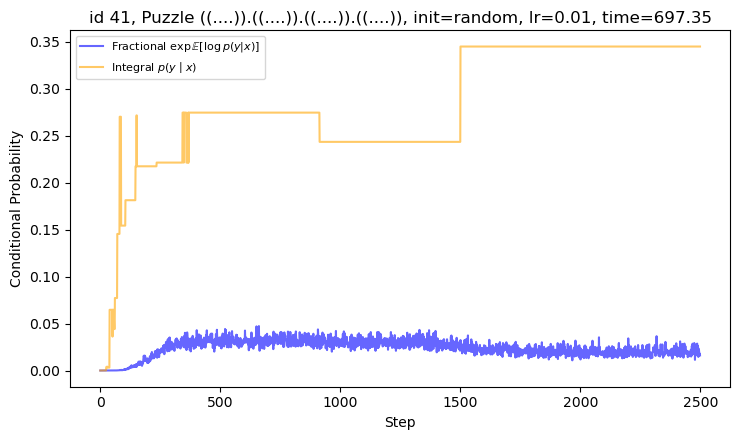 id 41, Puzzle ((....)).((....)).((....)).((....)), init=random, lr=0.01, time=697.35
Fractional exp𝔼[log p(y|x)]
Integral p(y | x)
Conditional Probability
0.35
0.30
0.25
0.20
0.15
0.10
0.05
0.00
0 500 1000 1500 2000 2500
Step